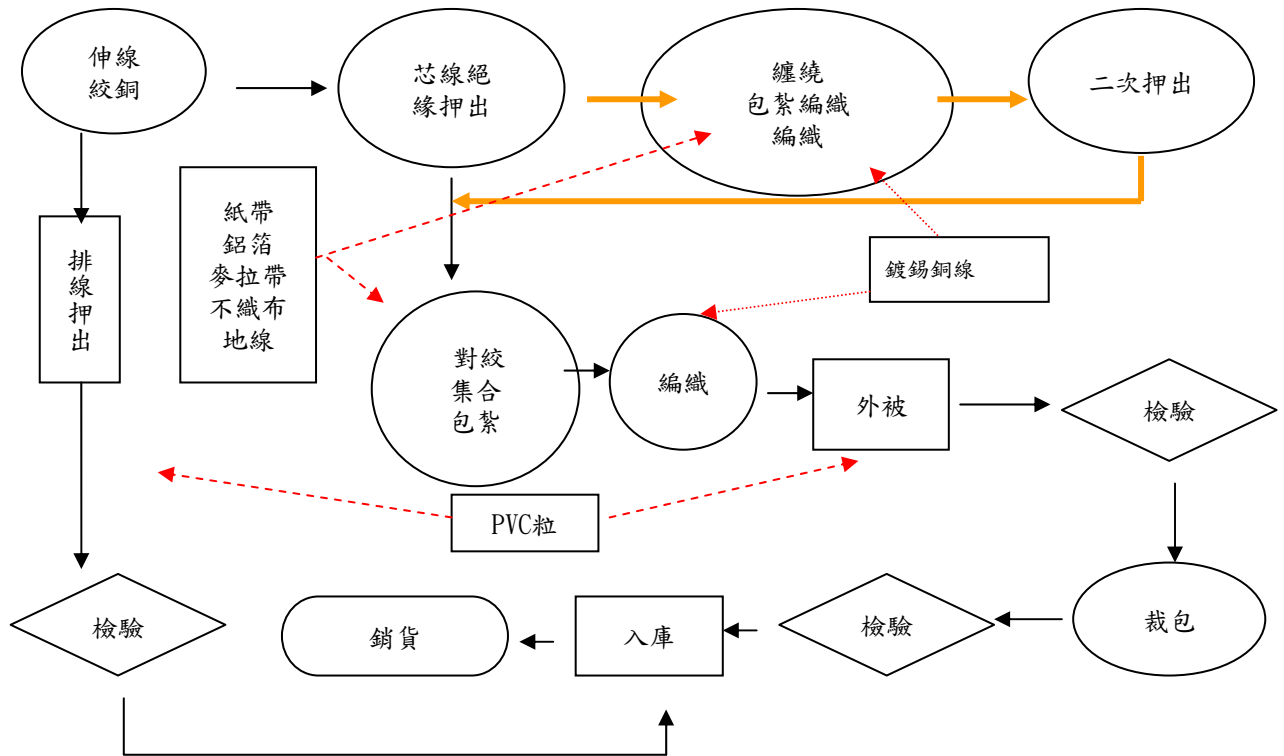 伸線
絞銅
芯線絕
緣押出
纏繞
包紮編織
編織
二次押出
紙帶
鋁箔
麥拉帶
不織布
地線
排
線
押
出
鍍錫銅線
對絞
集合
包紮
編織
外被
檢驗
PVC粒
檢驗
銷貨
入庫
檢驗
裁包